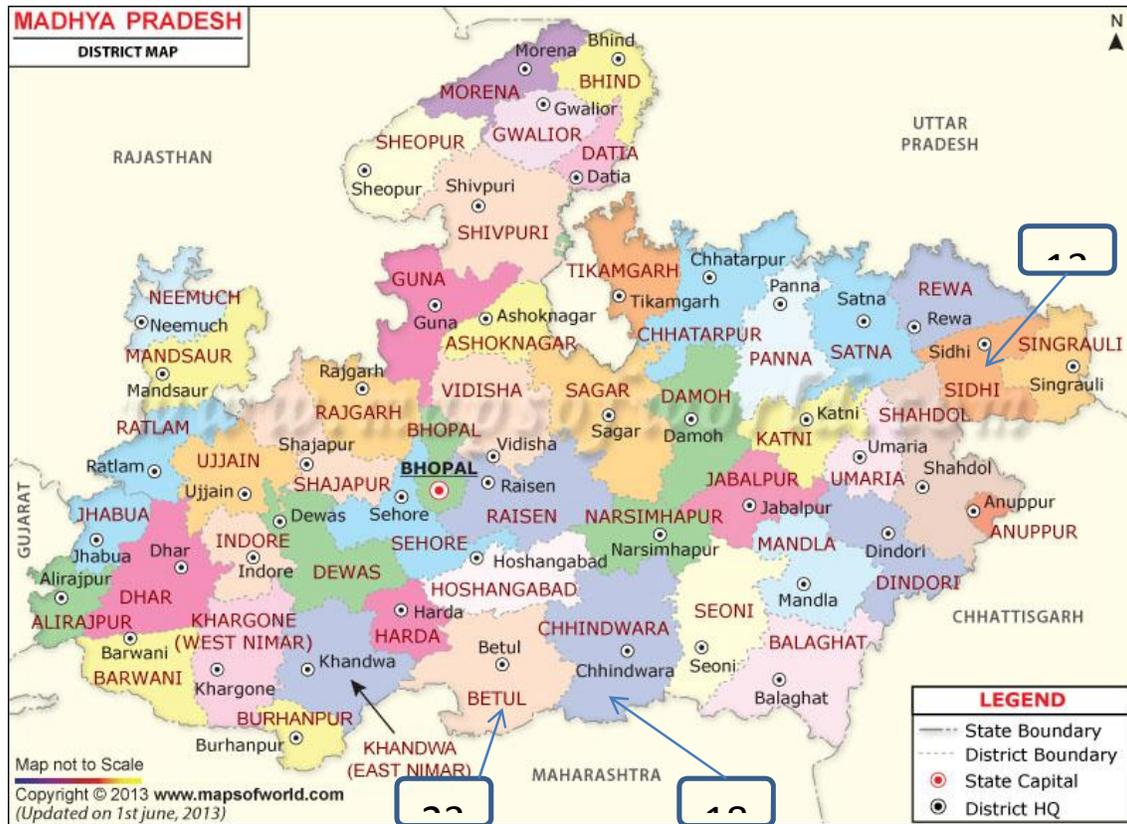 MADHYA PRADESH
DISTRICT MAP
N
Morena
Bhind
MORENA
BHIND
Gwalior
GWALIOR
UTTAR
PRADESH
RAJASTHAN
SHEOPUR
DATIA
Sheopur
Datia
Shivpuri
SHIVPURI
TIKAMGARH
Chhatarpur
GUNA
Panna
Satna
REWA
NEEMUCH
Tikamgarh
Guna
Ashoknagar
Neemuch
ASHOKNAGAR
CHHATARPUR
Rewa
PANNA
SATNA
Sidhi
SINGRAULI
MANDSAUR
Mandsaur
Rajgarh
VIDISHA
SAGAR
DAMOH
SIDHI
Singrauli
RAJGARH
Sagar
Damoh
Katni
SHAHDOL
RATLAM
BHOPAL
KATNI
Umaria
Ratlam
UJJAIN
Shajapur
Vidisha
UMARIA
Shahdol
SHAJAPUR
BHOPAL
Raisen
JABALPUR
Ujjain
Sehore
Jabalpur
Anuppur
ANUPPUR
GUJARAT
JHABUA
Dewas
RAISEN
NARSIMHAPUR
Jhabua
Dhar
INDORE
SEHORE
Narsimhapur
MANDLA
Dindori
Indore
Hoshangabad
Alirajpur
DEWAS
HOSHANGABAD
Mandla
DINDORI
DHAR
Harda
SEONI
ALIRAJPUR
KHARGONE
(WEST NIMAR)
HARDA
CHHINDWARA
CHHATTISGARH
Barwani
Khandwa
Betul
Chhindwara
Seoni
BALAGHAT
BARWANI
Khargone
BETUL
Balaghat
BURHANPUR
Burhanpur
KHANDWA
(EAST NIMAR)
MAHARASHTRA
LEGEND
State Boundary
District Boundary
State Capital
District HQ
Map not to Scale
Copyright © 2013 www.mapsofworld.com
(Updated on 1st june, 2013)